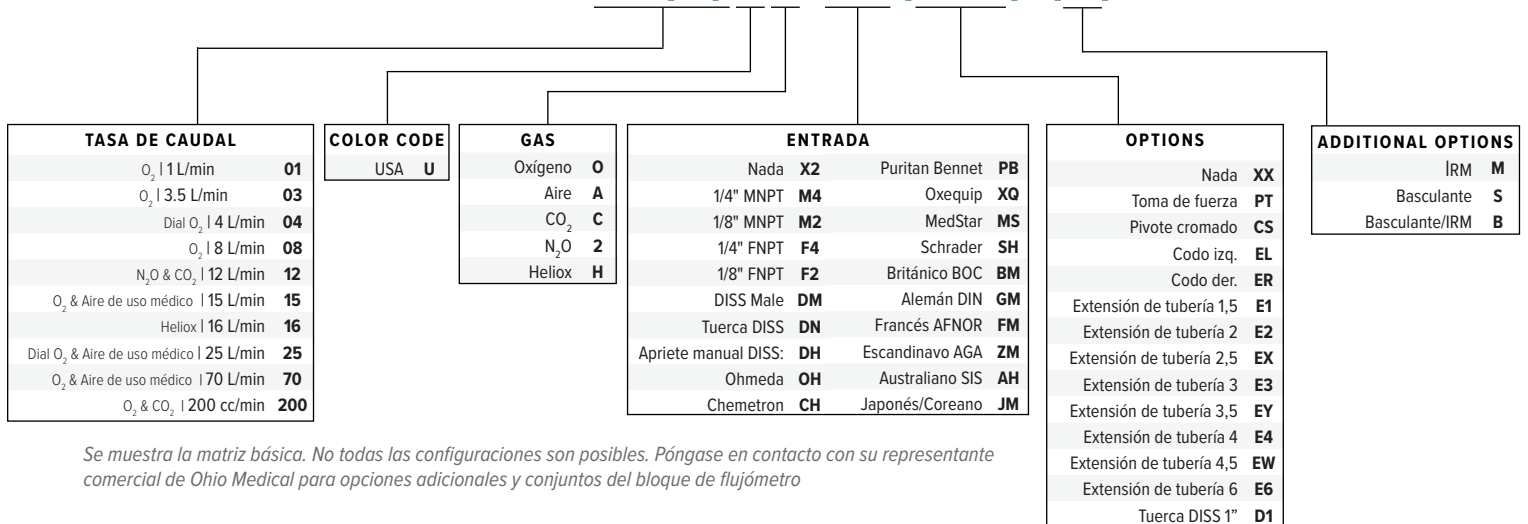 TASA DE CAUDAL
O2 | 1 L/min 01
O2 | 3.5 L/min 03
Dial O2 | 4 L/min 04
O2 | 8 L/min 08
N2O & CO2 | 12 L/min 12
O2 & Aire de uso médico | 15 L/min 15
Heliox | 16 L/min 16
Dial O2 & Aire de uso médico | 25 L/min 25
O2 & Aire de uso médico | 70 L/min 70
O2 & CO2 | 200 cc/min 200
COLOR CODE
USA U
GAS
Oxígeno O
Aire A
CO2 C
N2O 2
Heliox H
ENTRADA
Nada X2 Puritan Bennet PB
1/4" MNPT M4 Oxequip XQ
1/8" MNPT M2 MedStar MS
1/4" FNPT F4 Schrader SH
1/8" FNPT F2 Británico BOC BM
DISS Male DM Alemán DIN GM
Tuerca DISS DN Francés AFNOR FM
Apriete manual DISS: DH Escandinavo AGA ZM
Ohmeda OH Australiano SIS AH
Chemetron CH Japonés/Coreano JM
OPTIONS
Nada XX
Toma de fuerza PT
Pivote cromado CS
Codo izq. EL
Codo der. ER
Extensión de tubería 1,5 E1
Extensión de tubería 2 E2
Extensión de tubería 2,5 EX
Extensión de tubería 3 E3
Extensión de tubería 3,5 EY
Extensión de tubería 4 E4
Extensión de tubería 4,5 EW
Extensión de tubería 6 E6
Tuerca DISS 1” D1
ADDITIONAL OPTIONS
IRM M
Basculante S
Basculante/IRM B
Se muestra la matriz básica. No todas las configuraciones son posibles. Póngase en contacto con su representante
comercial de Ohio Medical para opciones adicionales y conjuntos del bloque de flujómetro